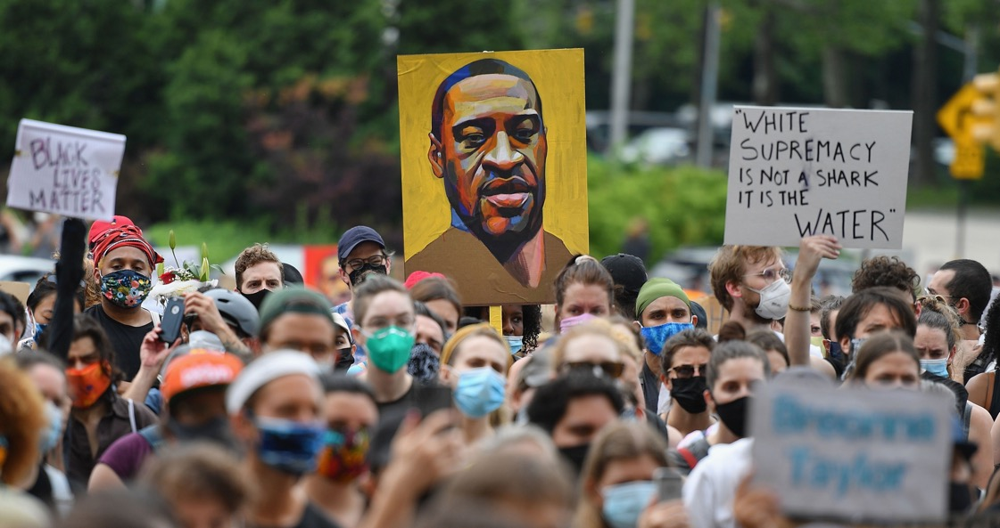 BLACK
LIVES
MATTER
"WHITE
SUPREMACY
IS NOT A SHARK
IT IS THE
WATER"
Breonna
Taylor